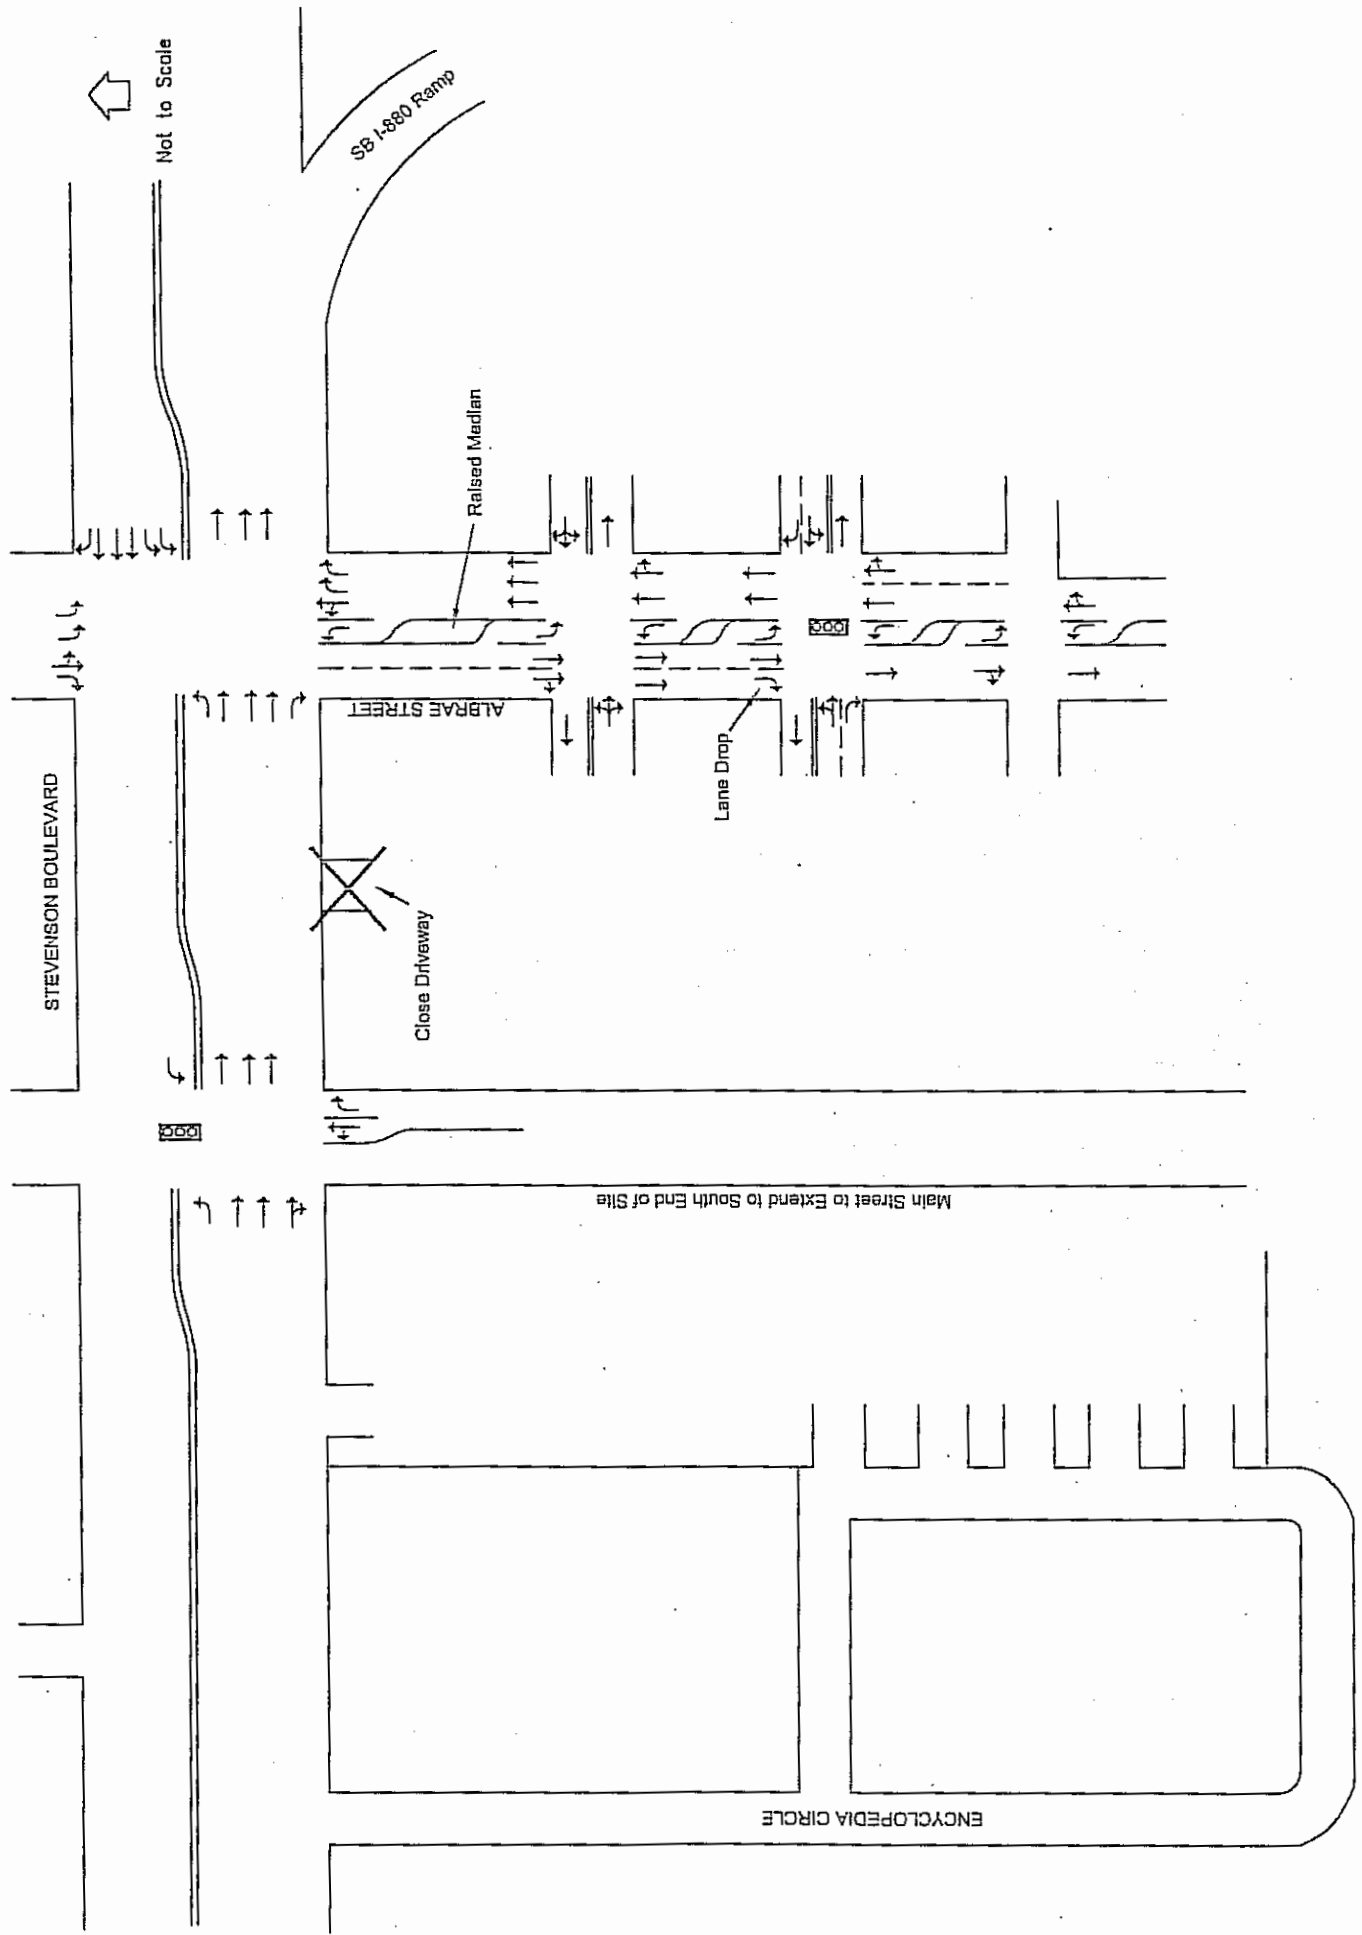 Not to Scale
SB I-880 Ramp
Raised Median
STEVENSON BOULEVARD
ALBRAE STREET
Lane Drop
Close Driveway
Main Street to Extend to South End of Site
ENCYCLOPEDIA CIRCLE